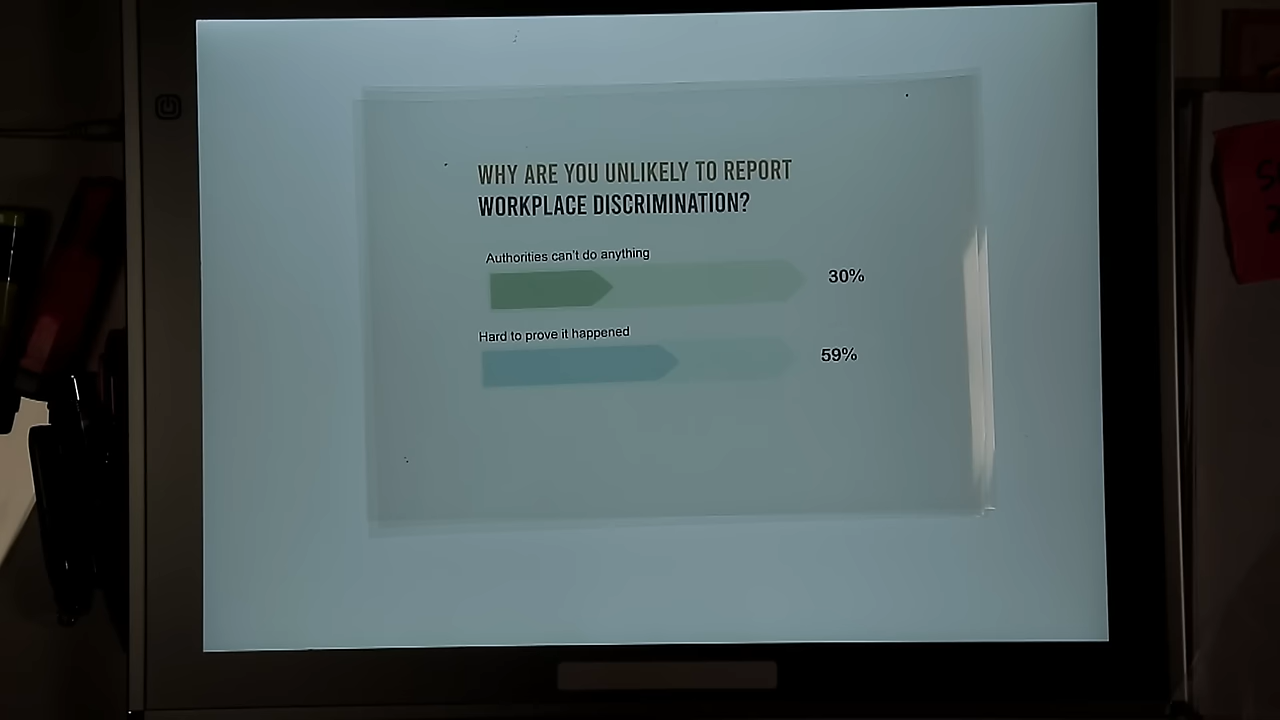 WHY ARE YOU UNLIKELY TO REPORT
WORKPLACE DISCRIMINATION?
Authorities can't do anything
30%
Hard to prove it happened
59%